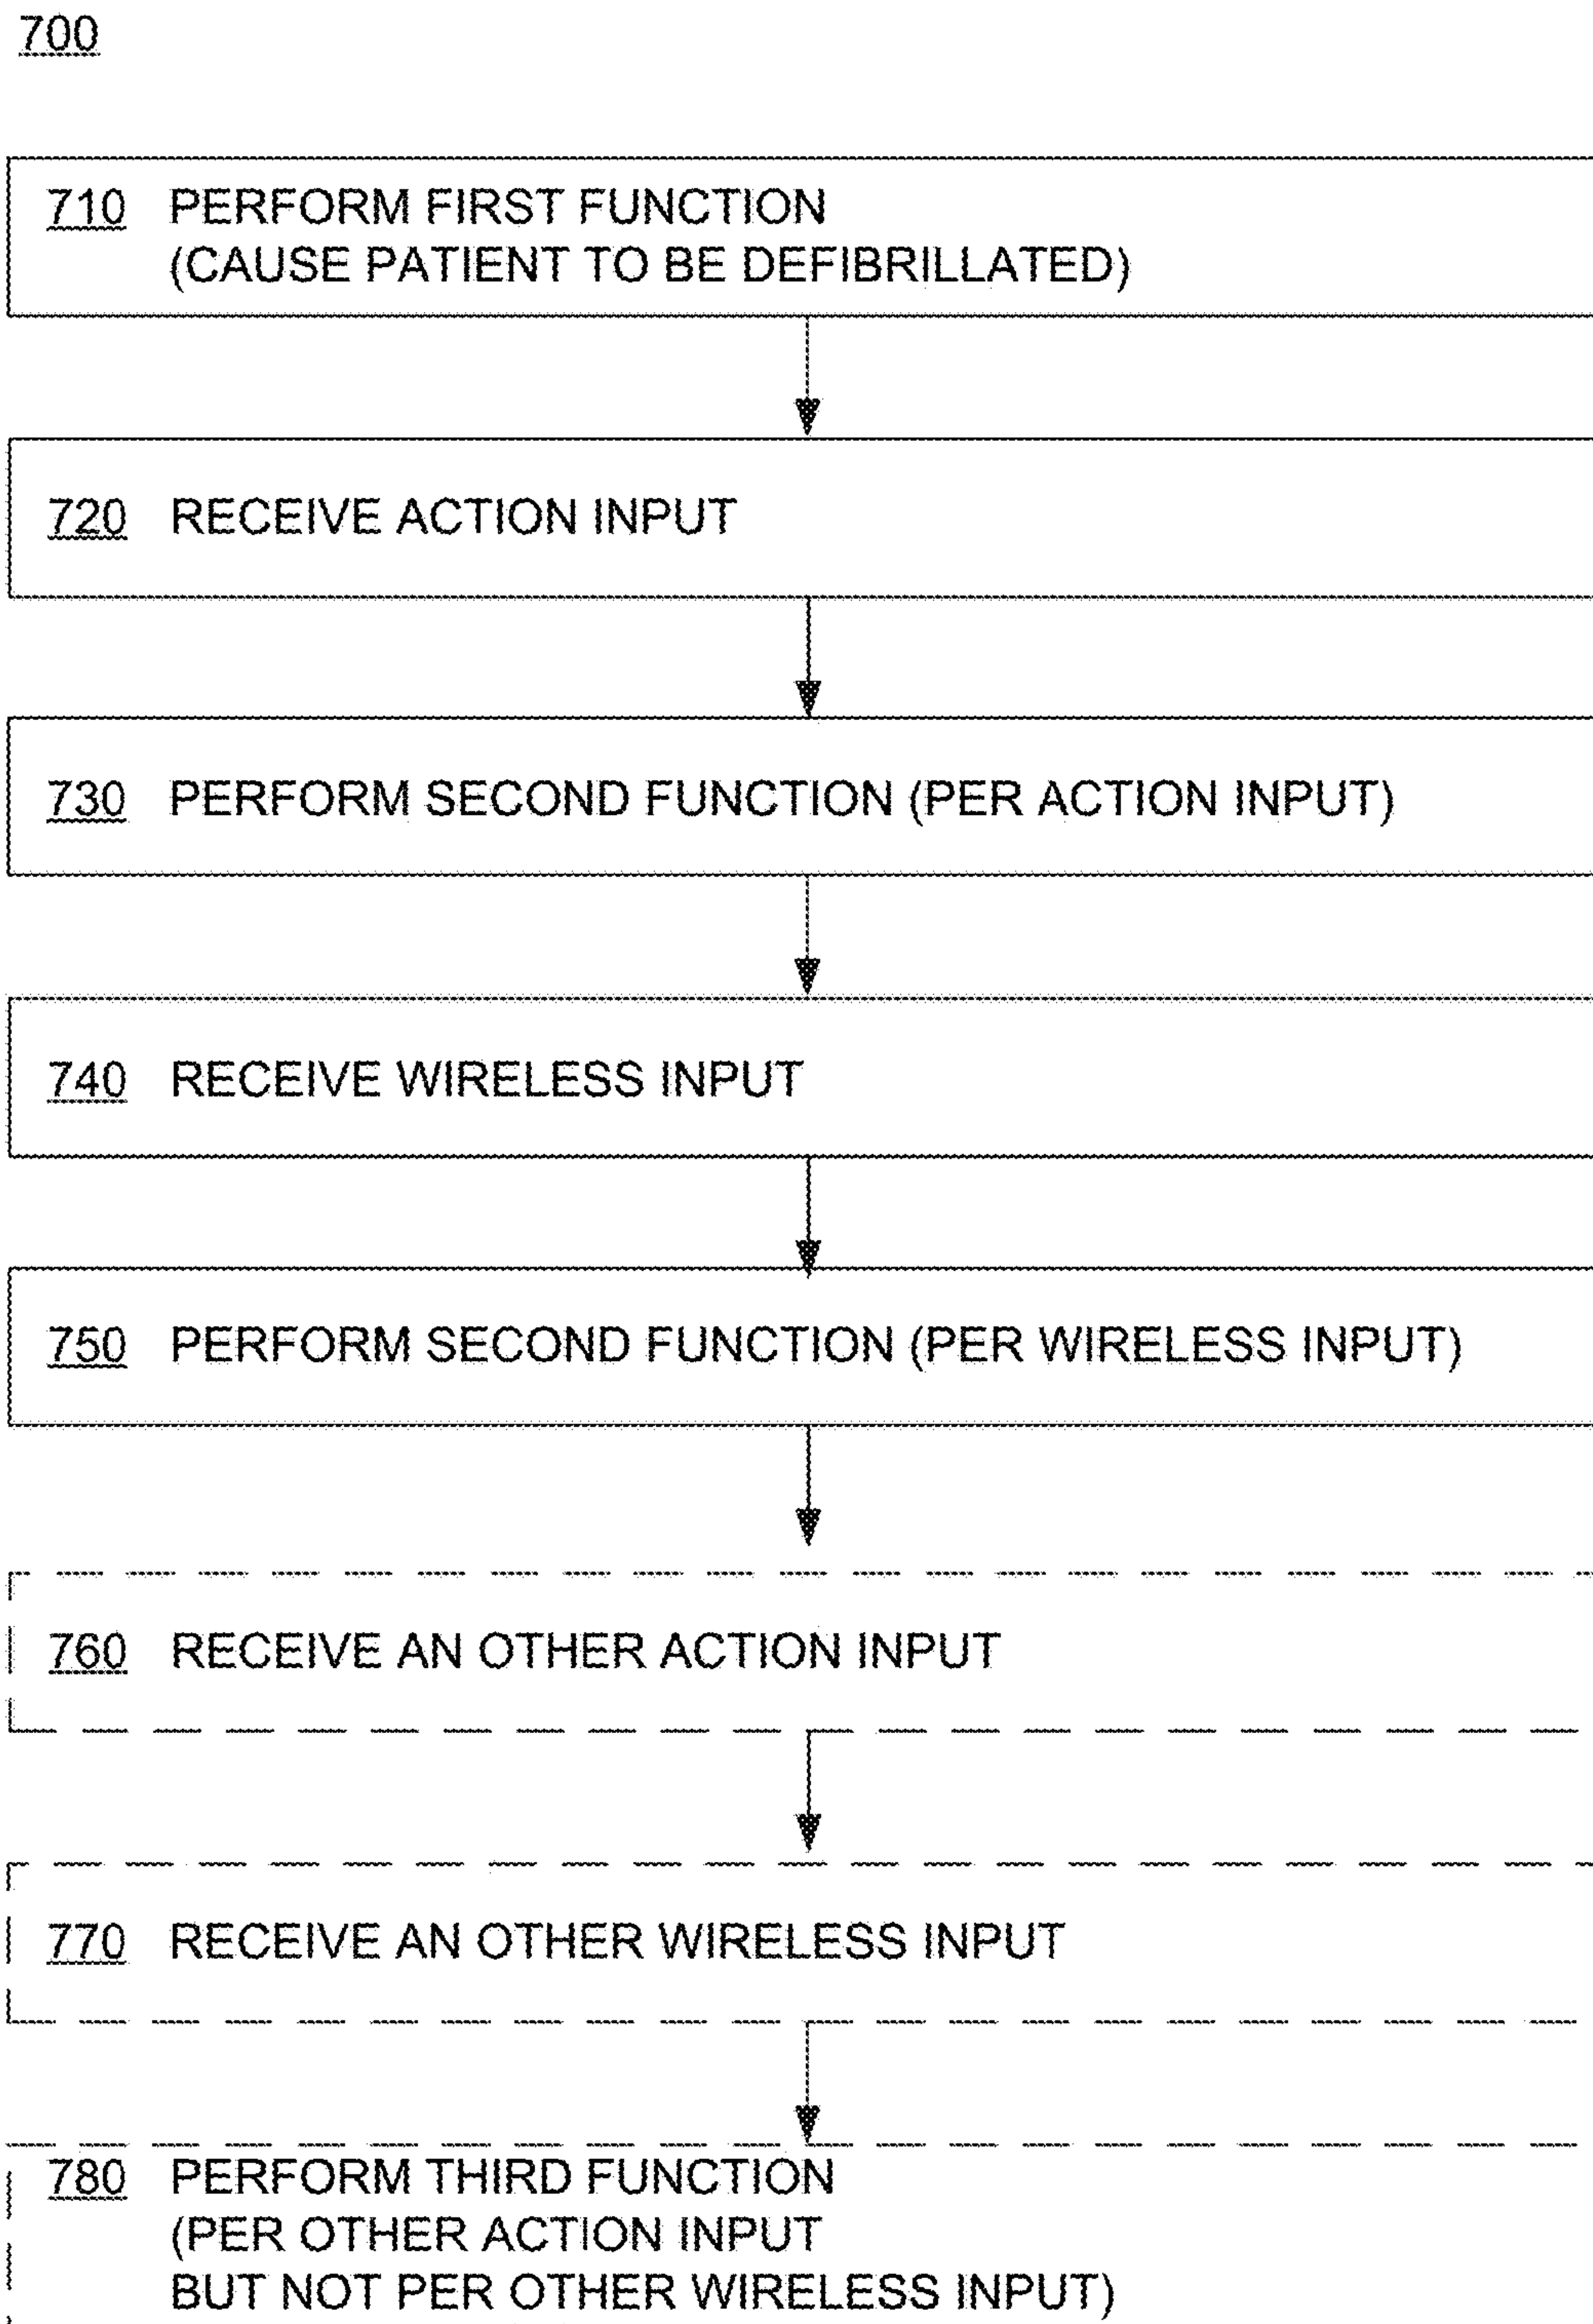 700
710 PERFORM FIRST FUNCTION
(CAUSE PATIENT TO BE DEFIBRILLATED)
720 RECEIVE ACTION INPUT
730 PERFORM SECOND FUNCTION (PER ACTION INPUT)
740 RECEIVE WIRELESS INPUT
750 PERFORM SECOND FUNCTION (PER WIRELESS INPUT)
760 RECEIVE AN OTHER ACTION INPUT
770 RECEIVE AN OTHER WIRELESS INPUT
780 PERFORM THIRD FUNCTION
(PER OTHER ACTION INPUT
BUT NOT PER OTHER WIRELESS INPUT)